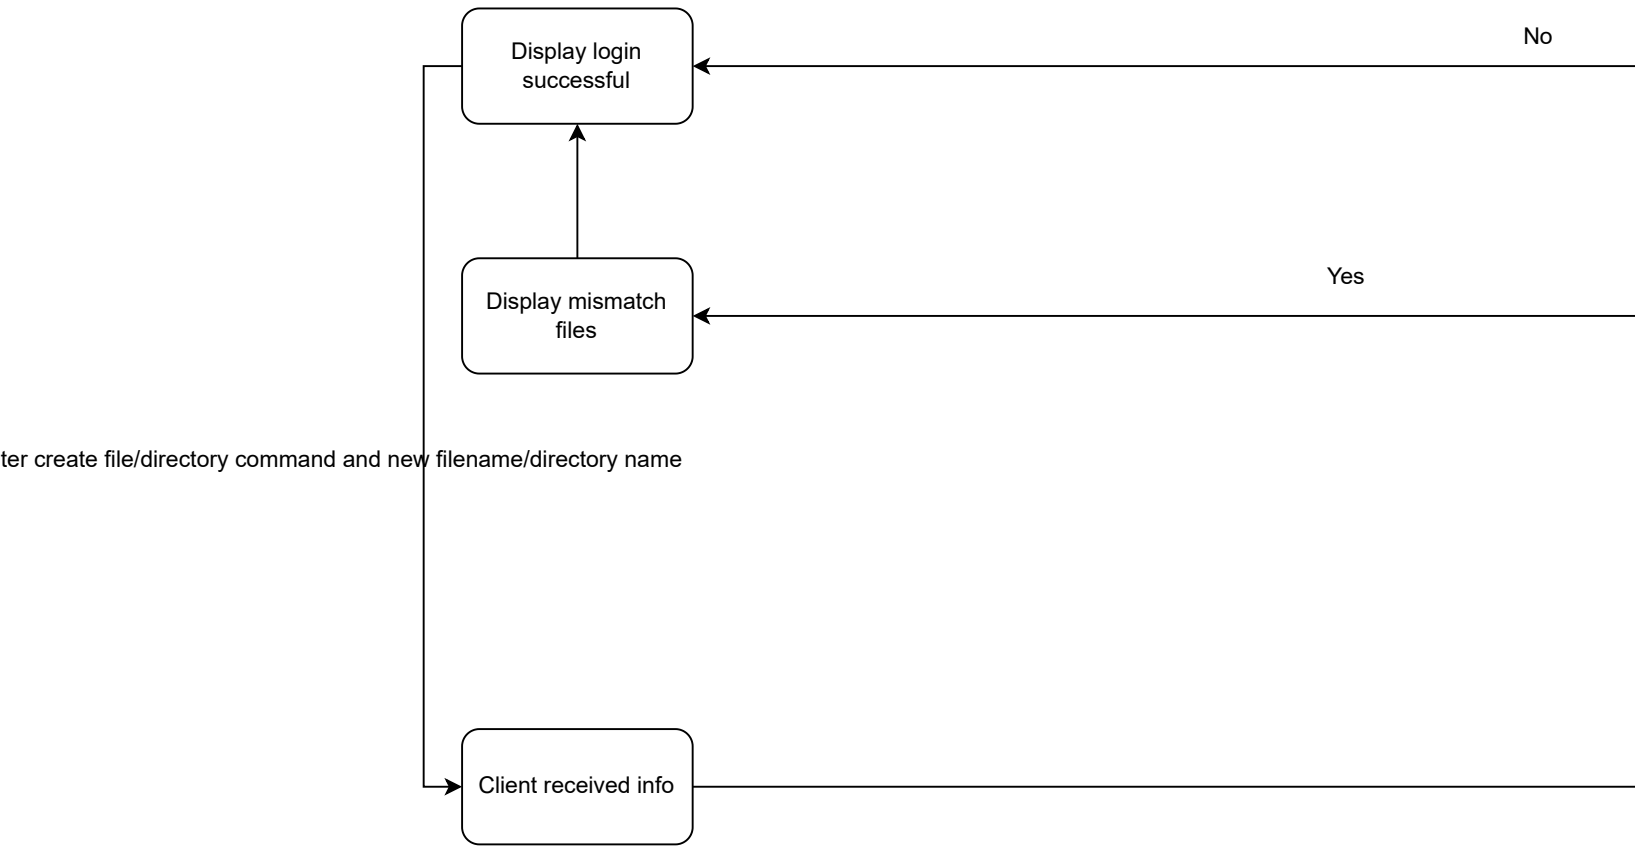 No
Display login
successful
Yes
Display mismatch
files
ter create file/directory command and new filename/directory name
Client received info